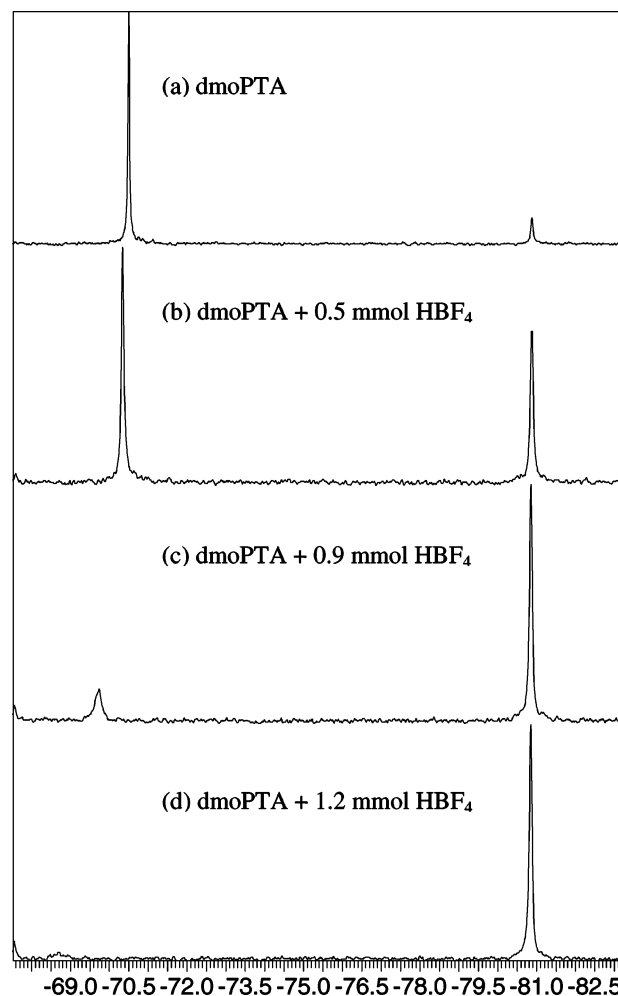 (a) dmoPTA
(b) dmoPTA + 0.5 mmol HBF₄
(c) dmoPTA + 0.9 mmol HBF₄
(d) dmoPTA + 1.2 mmol HBF₄
-69.0 -70.5 -72.0 -73.5 -75.0 -76.5 -78.0 -79.5 -81.0 -82.5